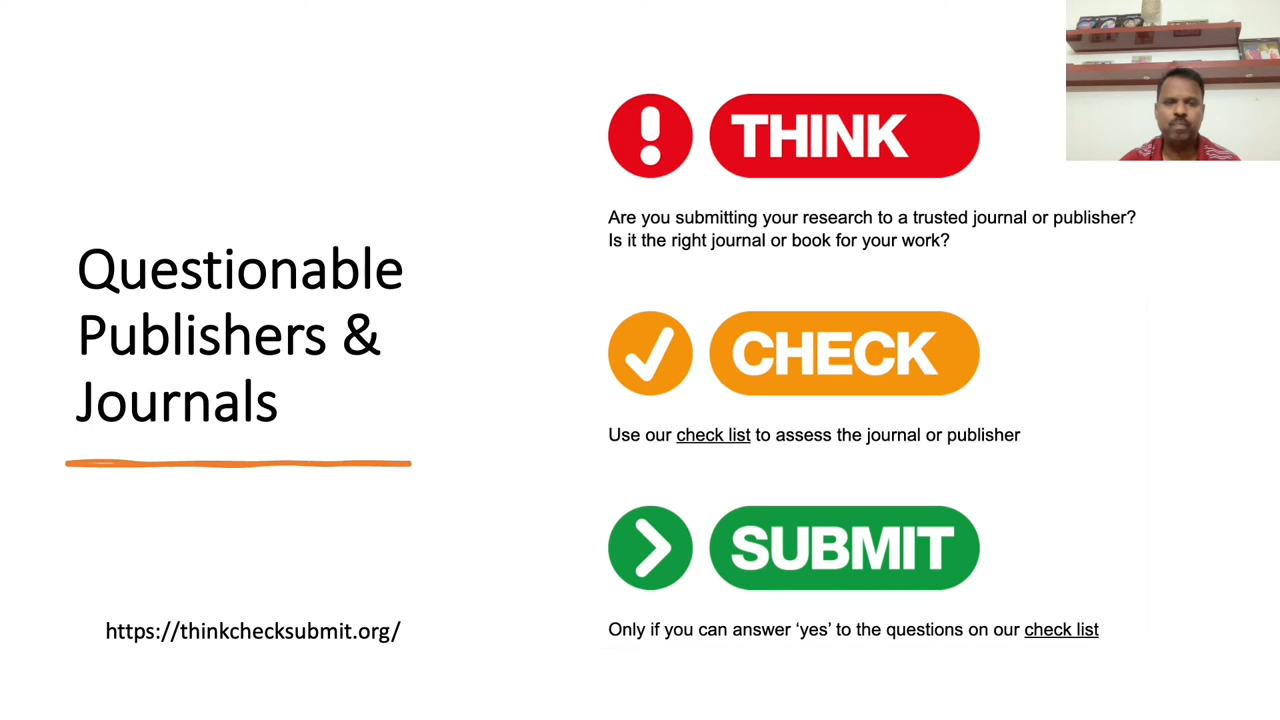 Questionable
Publishers &
Journals
https://thinkchecksubmit.org/
THINK
Are you submitting your research to a trusted journal or publisher?
Is it the right journal or book for your work?
CHECK
Use our check list to assess the journal or publisher
SUBMIT
Only if you can answer ‘yes’ to the questions on our check list